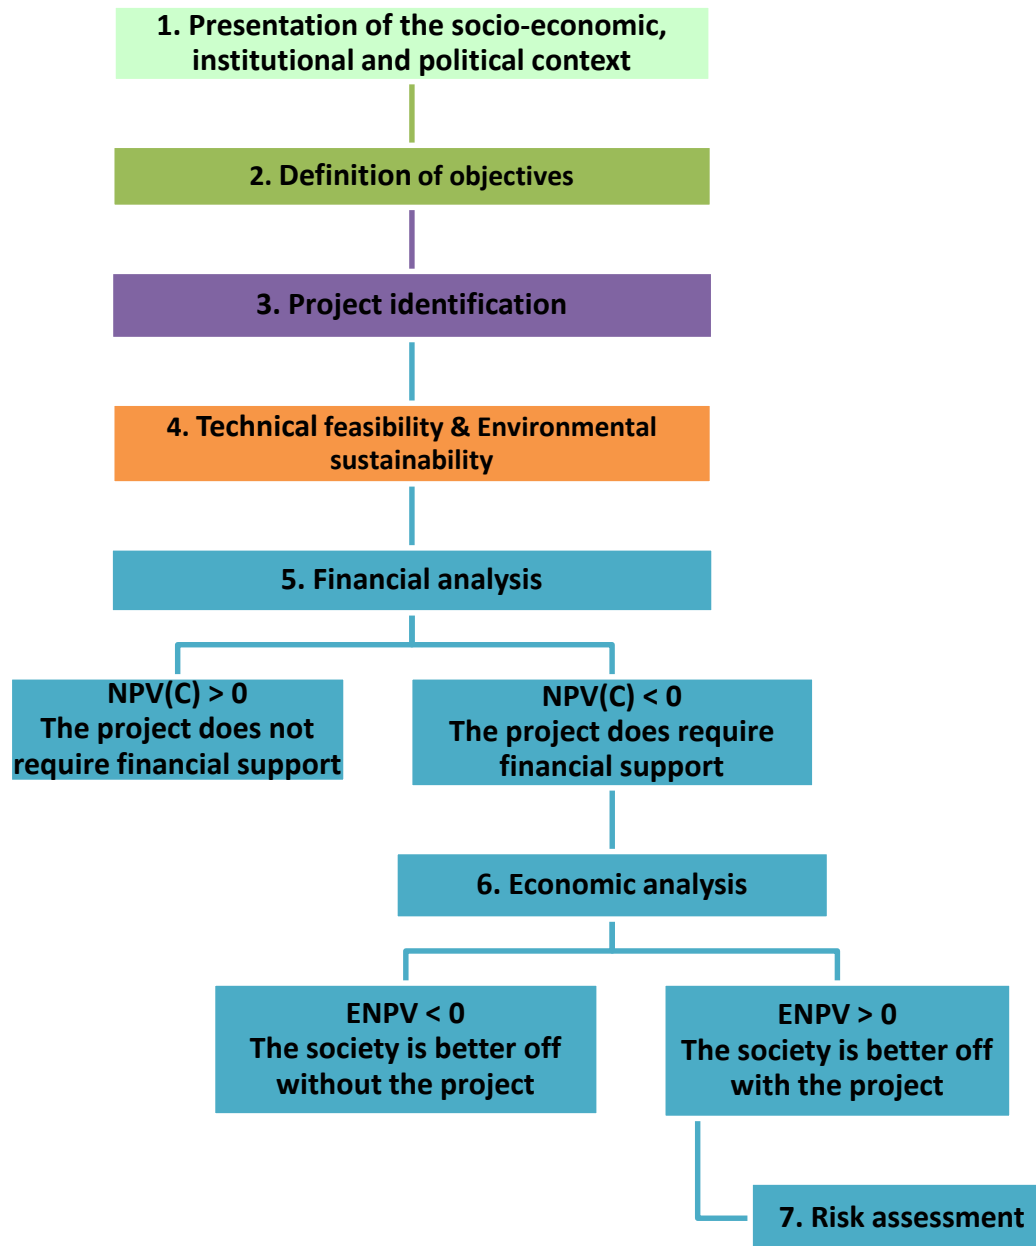 1. Presentation of the socio-economic,
institutional and political context
2. Definition of objectives
3. Project identification
4. Technical feasibility & Environmental
sustainability
5. Financial analysis
NPV(C) > 0
The project does not
require financial support
NPV(C) < 0
The project does require
financial support
6. Economic analysis
ENPV < 0
The society is better off
without the project
ENPV > 0
The society is better off
with the project
7. Risk assessment